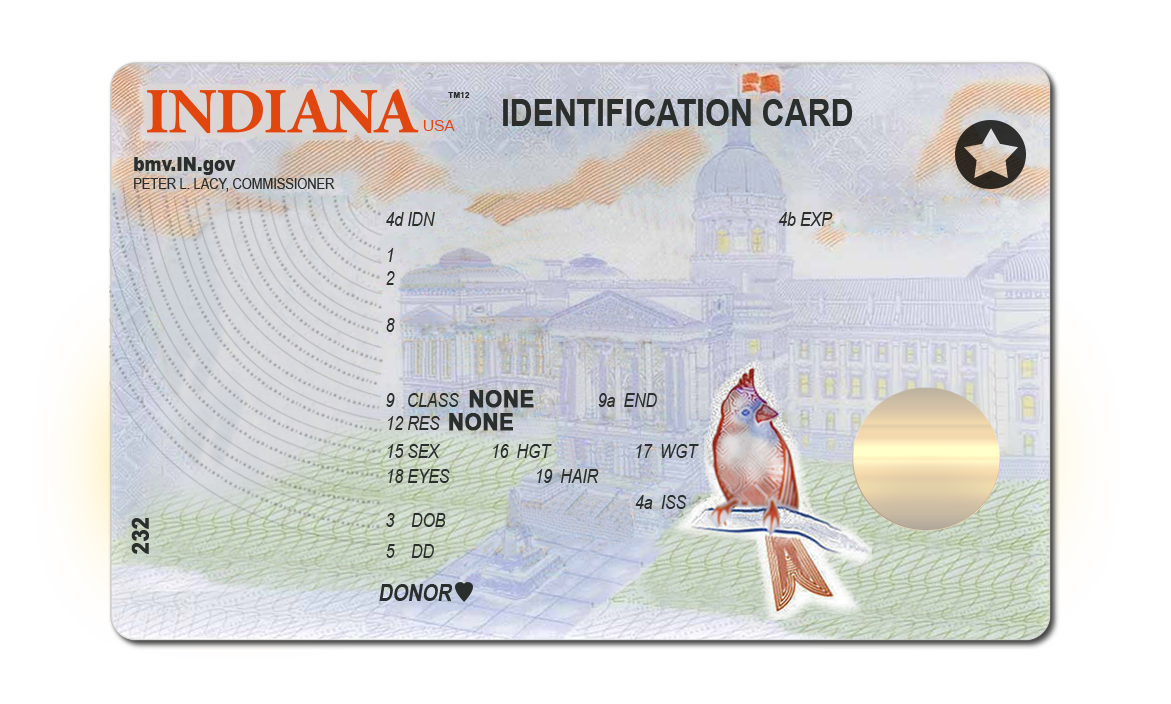 INDIANA USA TM12
IDENTIFICATION CARD
bmv.IN.gov
PETER L. LACY, COMMISSIONER
4d IDN 4b EXP
1
2
8
9 CLASS NONE 9a END
12 RES NONE
15 SEX 16 HGT 17 WGT
18 EYES 19 HAIR
4a ISS
3 DOB
5 DD
DONOR
232